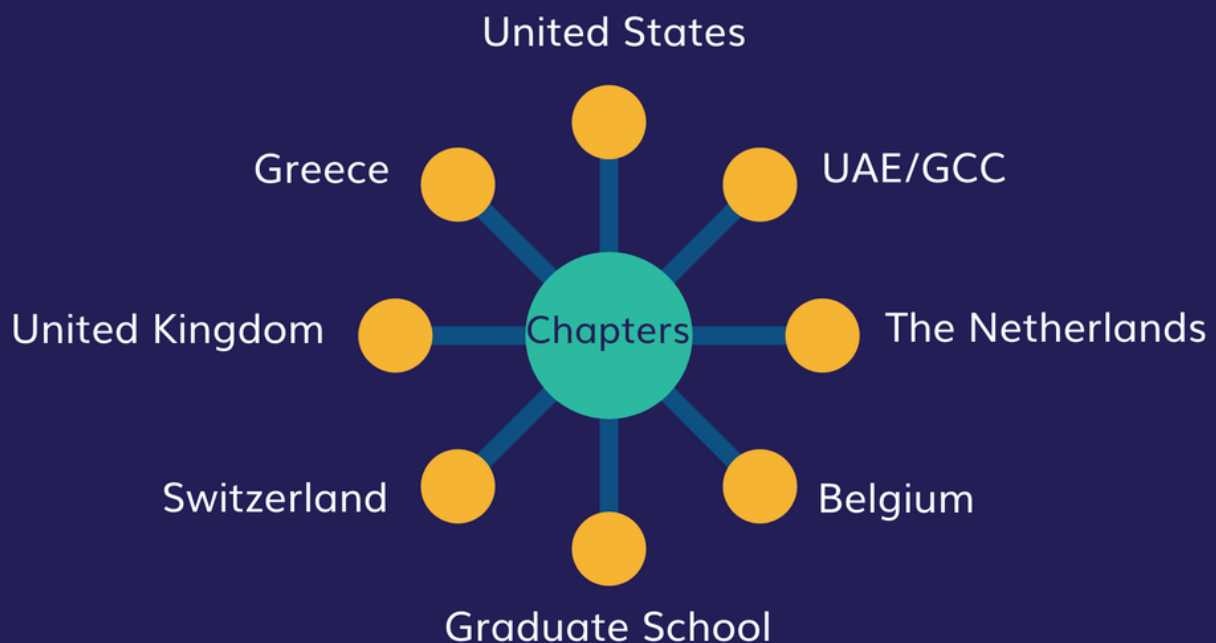 United States
Greece
UAE/GCC
United Kingdom
Chapters
The Netherlands
Switzerland
Belgium
Graduate School